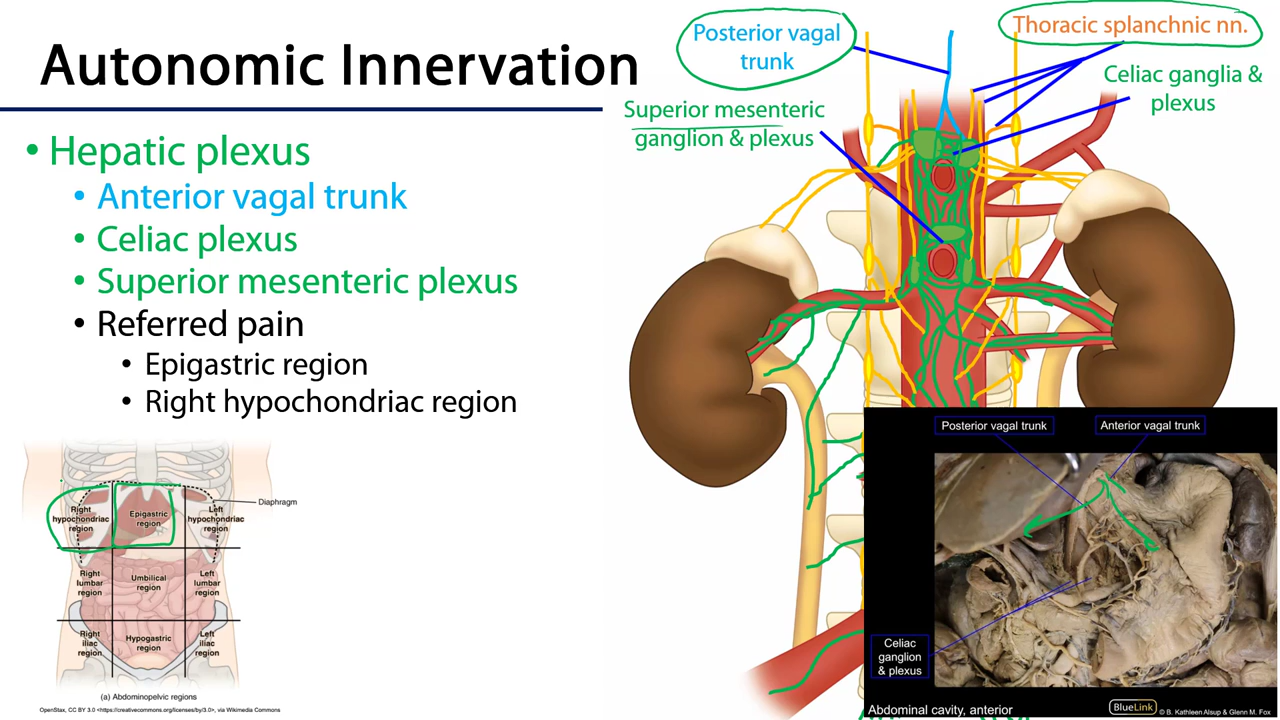 Autonomic Innervation
• Hepatic plexus
• Anterior vagal trunk
• Celiac plexus
• Superior mesenteric plexus
• Referred pain
• Epigastric region
• Right hypochondriac region
Posterior vagal
trunk
Thoracic splanchnic nn.
Celiac ganglia &
plexus
Superior mesenteric
ganglion & plexus
Diaphragm
Right
hypochondriac
region
Epigastric
region
Left
hypochondriac
region
Right
lumbar
region
Umbilical
region
Left
lumbar
region
Right
iliac
region
Hypogastric
region
Left
iliac
region
(a) Abdominopelvic regions
OpenStax, CC BY 3.0 <https://creativecommons.org/licenses/by/3.0>, via Wikimedia Commons
Posterior vagal trunk
Anterior vagal trunk
Celiac
ganglion
& plexus
Abdominal cavity, anterior
BlueLink © B. Kathleen Alsup & Glenn M. Fox